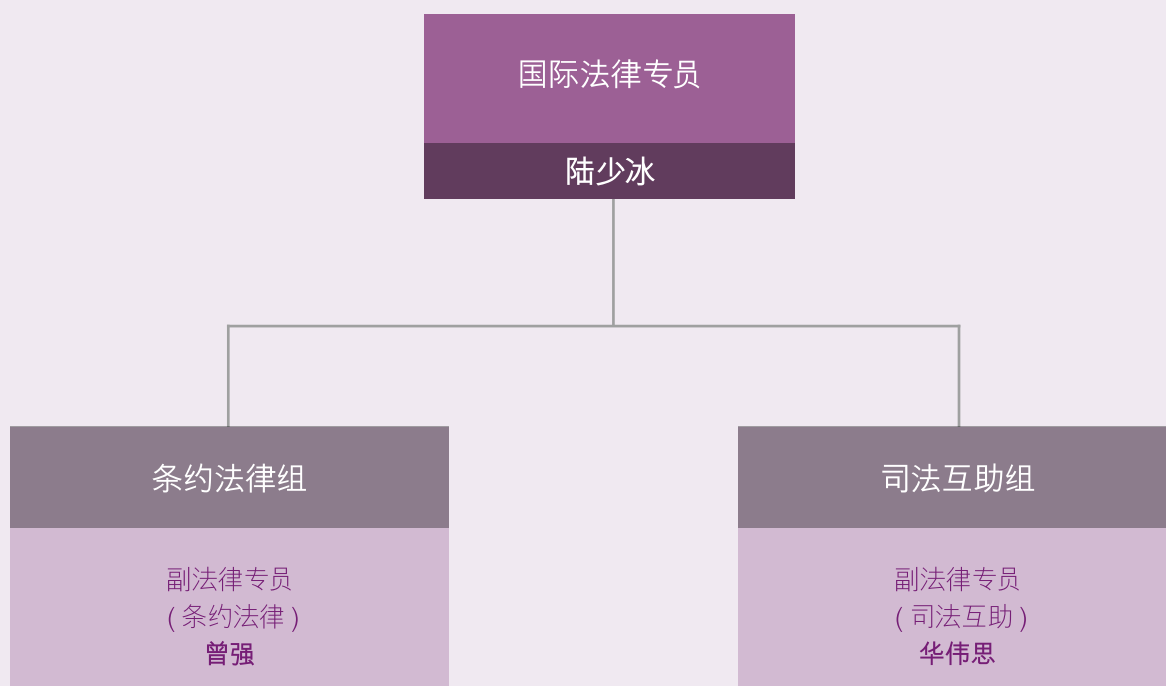 国际法律专员
陆少冰
条约法律组
副法律专员
(条约法律)
曾强
司法互助组
副法律专员
(司法互助)
华伟思